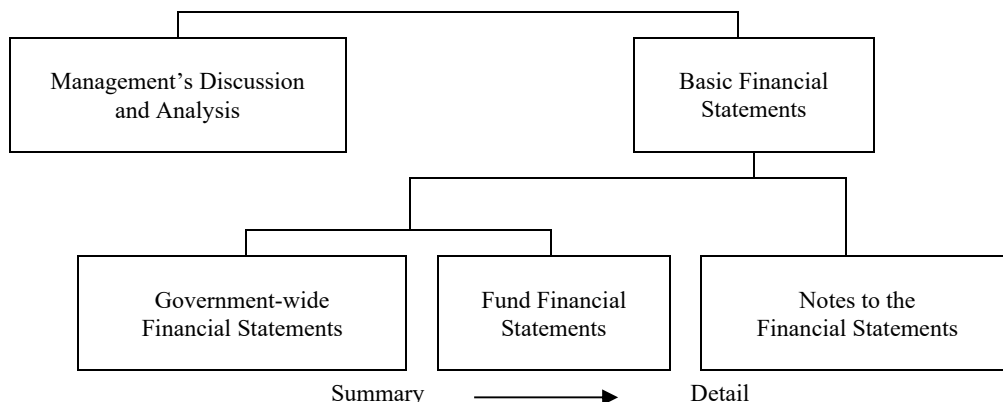 Management’s Discussion
and Analysis
Basic Financial
Statements
Government-wide
Financial Statements
Fund Financial
Statements
Notes to the
Financial Statements
Summary
Detail